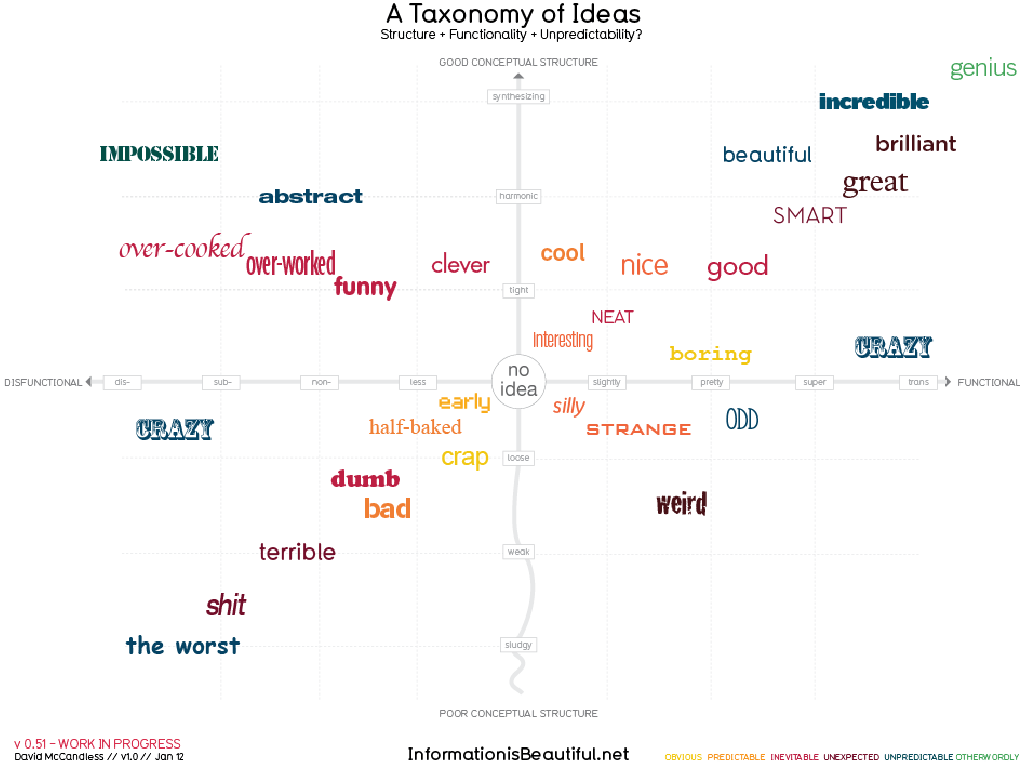 A Taxonomy of Ideas
Structure + Functionality + Unpredictability?
GOOD CONCEPTUAL STRUCTURE
genius
synthesizing
incredible
brilliant
IMPOSSIBLE
beautiful
great
abstract
harmonic
SMART
over-cooked
cool
over-worked
clever
nice
good
funny
tight
NEAT
interesting
CRAZY
boring
no
idea
DISFUNCTIONAL
dis-
sub-
non-
less
slightly
pretty
super
trans
FUNCTIONAL
early
silly
ODD
CRAZY
half-baked
STRANGE
crap
loose
dumb
bad
weird
terrible
weak
shit
the worst
sludgy
POOR CONCEPTUAL STRUCTURE
v 0.51 - WORK IN PROGRESS
David McCandless // v1.0 // Jan 12
InformationisBeautiful.net
OBVIOUS PREDICTABLE INEVITABLE UNEXPECTED UNPREDICTABLE OTHERWORDLY